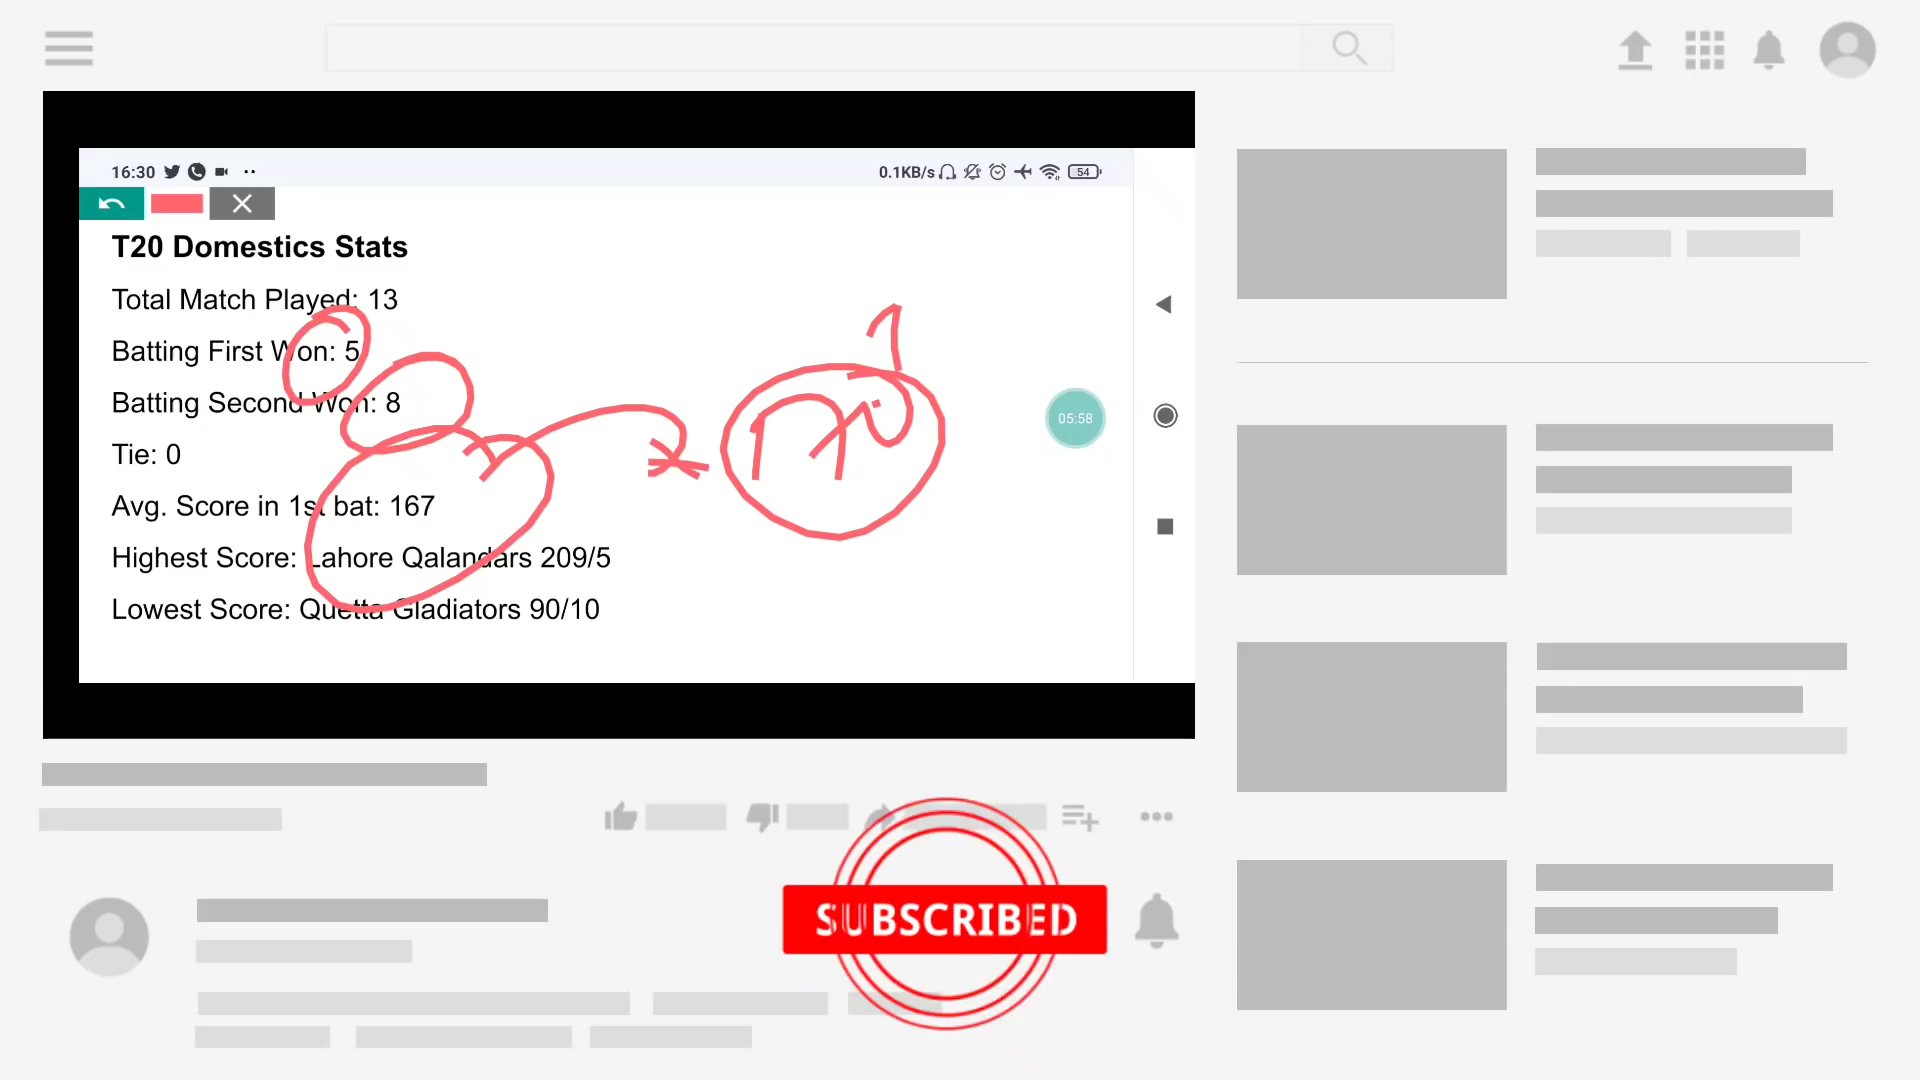 16:30
0.1KB/s 54
T20 Domestics Stats
Total Match Played: 13
Batting First Won: 5
Batting Second Won: 8
Tie: 0
Avg. Score in 1st bat: 167
Highest Score: Lahore Qalandars 209/5
Lowest Score: Quetta Gladiators 90/10
05:58
SUBSCRIBED